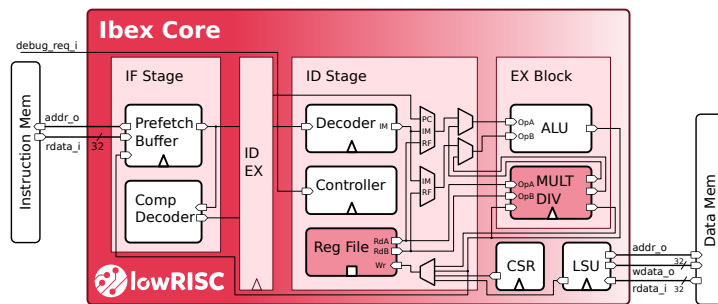 Ibex Core
debug_req_i
IF Stage
ID Stage
EX Block
Instruction Mem
addr_o
rdata_i
32
Prefetch
Buffer
Comp
Decoder
ID
EX
Decoder
IM
Controller
Reg File
RdA
RdB
Wr
PC
IM
RF
IM
RF
OpA
OpB
ALU
OpA
OpB
MULT
DIV
CSR
LSU
addr_o
32
wdata_o
rdata_i
32
Data Mem
lowRISC